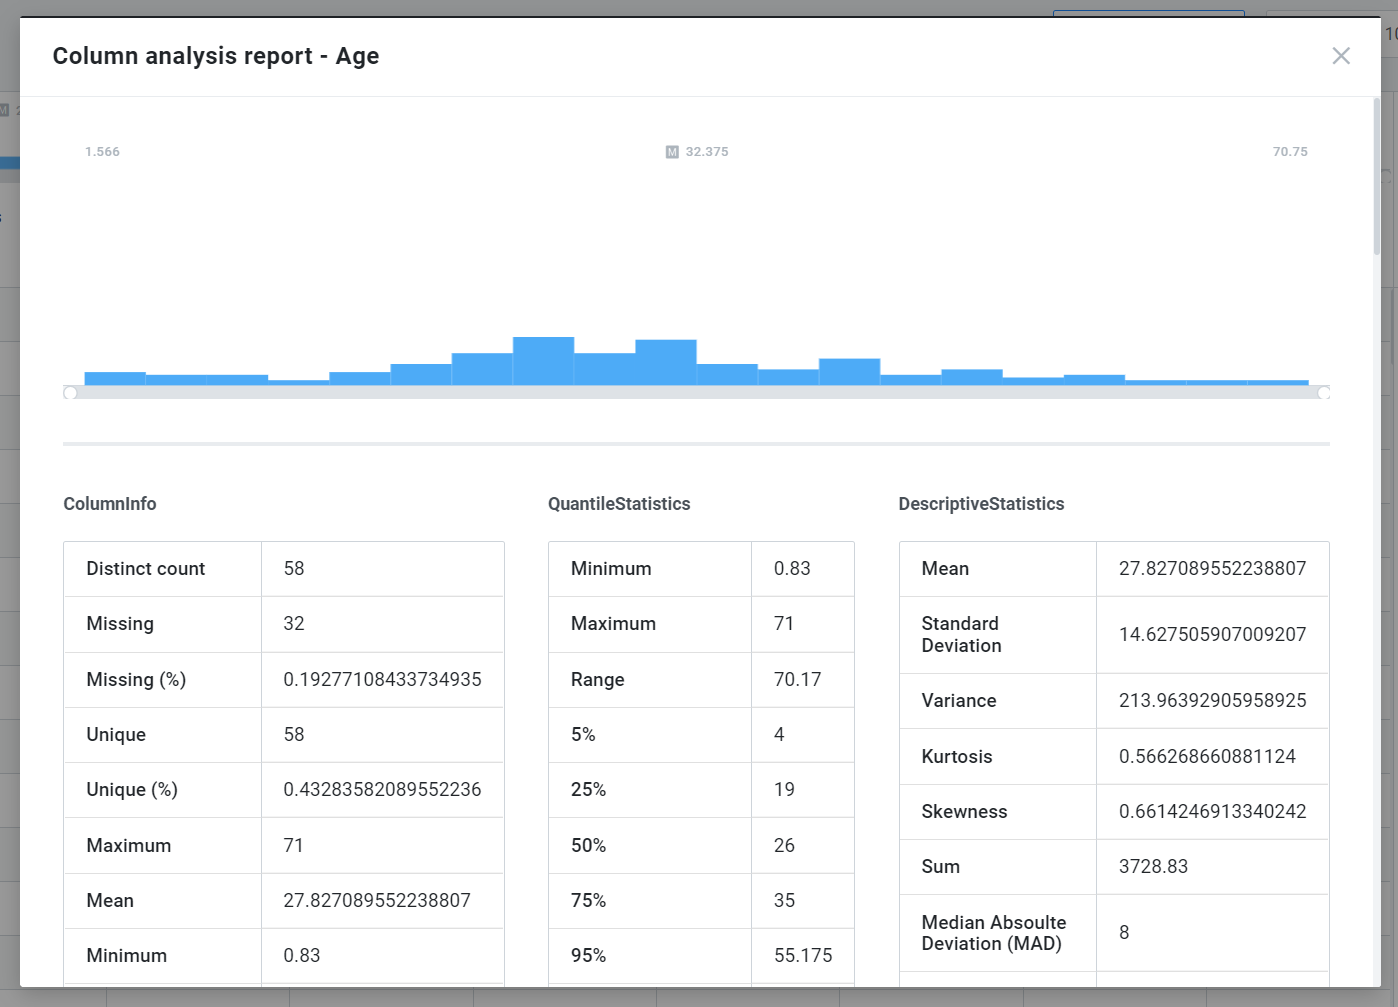 Column analysis report - Age
10
M 2
1.566
M 32.375
70.75
s
ColumnInfo
Distinct count 58
Missing 32
Missing (%) 0.19277108433734935
Unique 58
Unique (%) 0.43283582089552236
Maximum 71
Mean 27.827089552238807
Minimum 0.83
QuantileStatistics
Minimum 0.83
Maximum 71
Range 70.17
5% 4
25% 19
50% 26
75% 35
95% 55.175
DescriptiveStatistics
Mean 27.827089552238807
Standard
Deviation 14.627505907009207
Variance 213.96392905958925
Kurtosis 0.566268660881124
Skewness 0.6614246913340242
Sum 3728.83
Median Absoulte
Deviation (MAD) 8